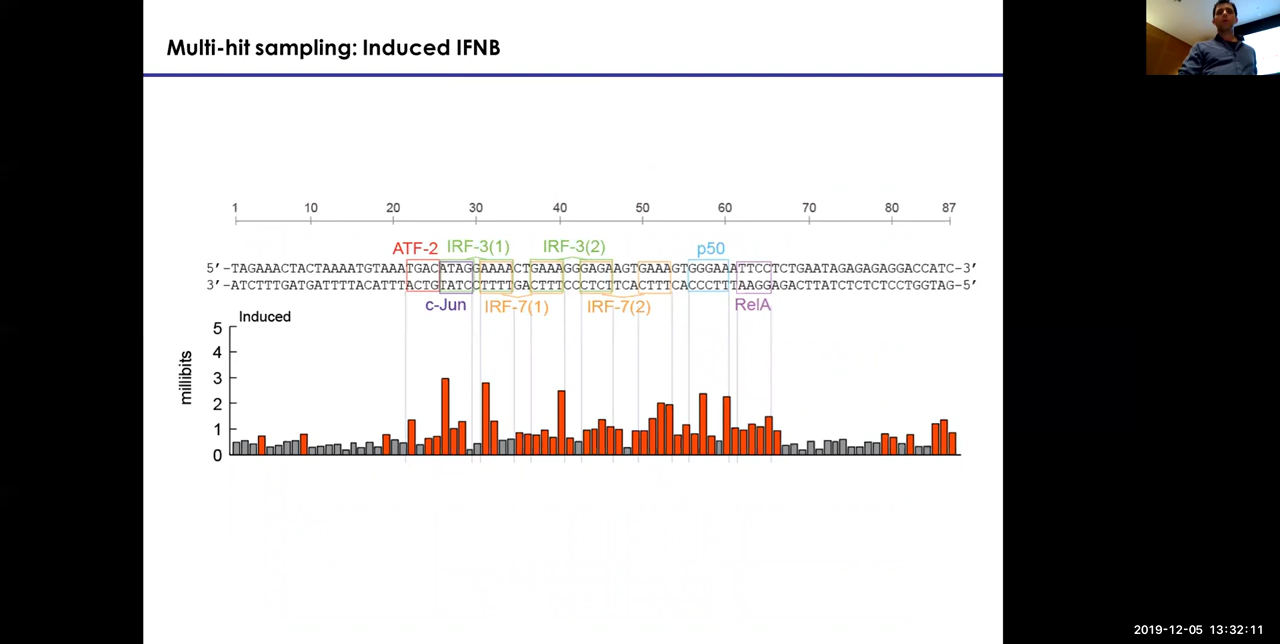 Multi-hit sampling: Induced IFNB
1 10 20 30 40 50 60 70 80 87
ATF-2 IRF-3(1) IRF-3(2) p50
5’-TAGAAACTACTAAAATGTAAATGACATAGGAAAACTGAAAGGGAGAAGTGAAAGTGGGAAATTCCTCTGAATAGAGAGAGGACCATC-3’
3’-ATCTTTGATGATTTTACATTTACTGTATCCTTTTGACTTTCCCTCTTCACTTTCACCCTTTAAGGAGACTTATCTCTCTCCTGGTAG-5’
c-Jun IRF-7(1) IRF-7(2) RelA
Induced
millibits
5
4
3
2
1
0
2019-12-05 13:32:11